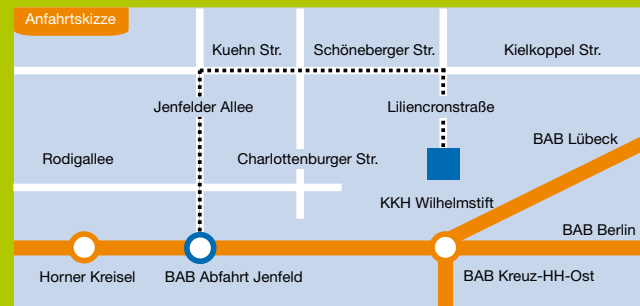 Anfahrtskizze
Kuehn Str.
Schöneberger Str.
Kielkoppel Str.
Jenfelder Allee
Liliencronstraße
BAB Lübeck
Rodigallee
Charlottenburger Str.
KKH Wilhelmstift
BAB Berlin
Horner Kreisel
BAB Abfahrt Jenfeld
BAB Kreuz-HH-Ost